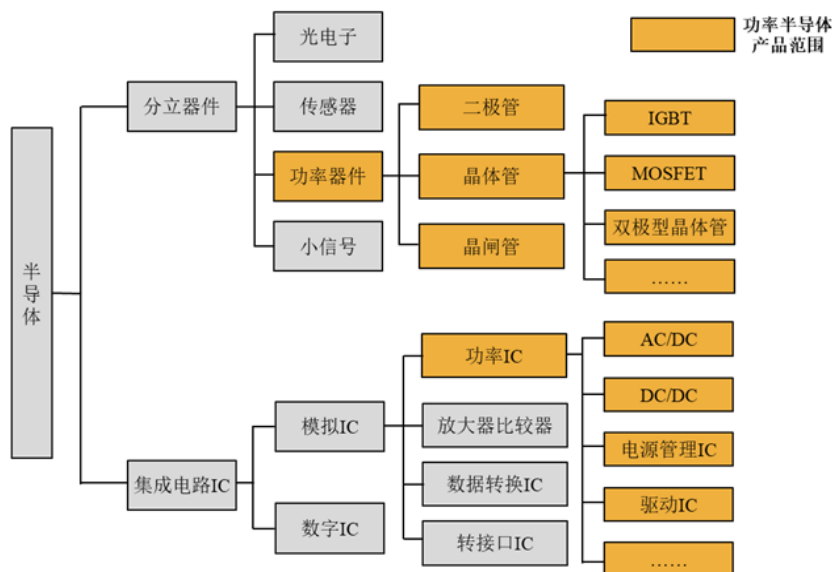 功率半导体
产品范围
半导体
分立器件
光电子
传感器
功率器件
小信号
二极管
晶体管
晶闸管
IGBT
MOSFET
双极型晶体管
……
集成电路IC
模拟IC
数字IC
功率IC
放大器比较器
数据转换IC
转接口IC
AC/DC
DC/DC
电源管理IC
驱动IC
……